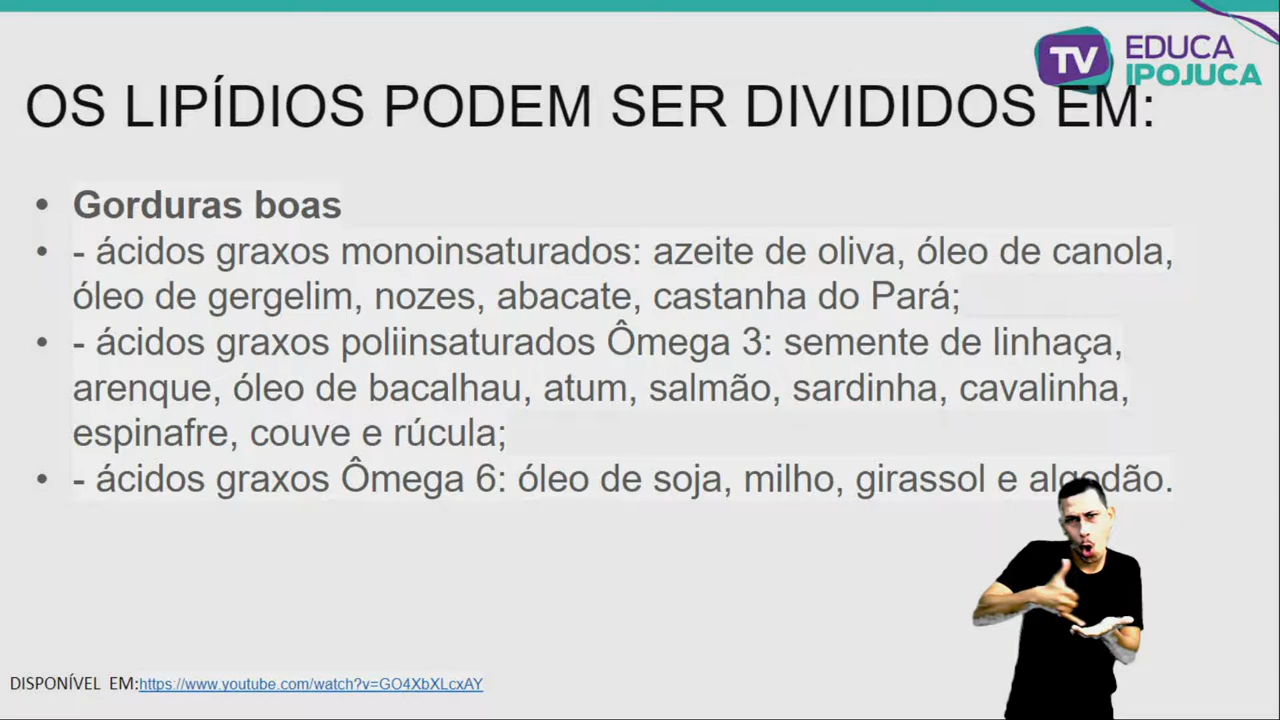 TV EDUCA
IPOJUCA
OS LIPÍDIOS PODEM SER DIVIDIDOS EM:
• Gorduras boas
• - ácidos graxos monoinsaturados: azeite de oliva, óleo de canola,
óleo de gergelim, nozes, abacate, castanha do Pará;
• - ácidos graxos poliinsaturados Ômega 3: semente de linhaça,
arenque, óleo de bacalhau, atum, salmão, sardinha, cavalinha,
espinafre, couve e rúcula;
• - ácidos graxos Ômega 6: óleo de soja, milho, girassol e algodão.
DISPONÍVEL EM:https://www.youtube.com/watch?v=GO4XbXLcxAY